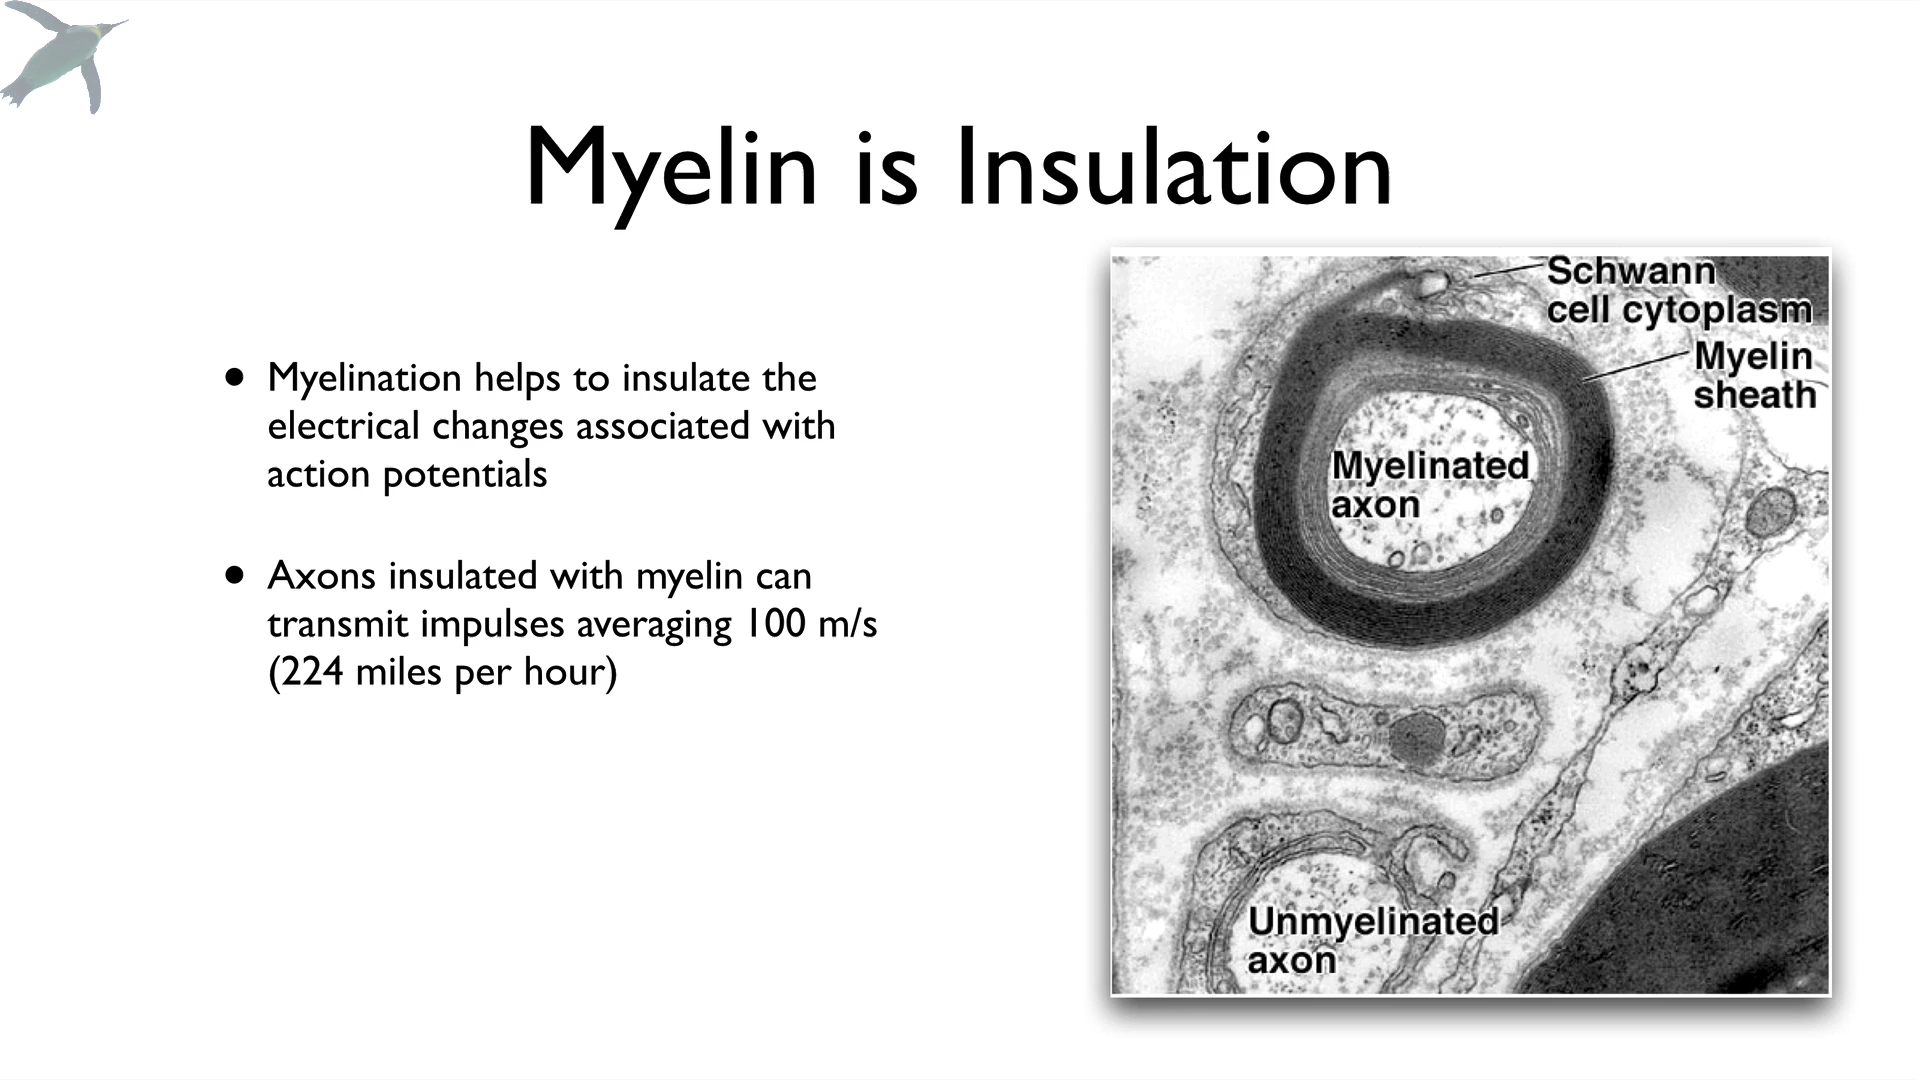 Myelin is Insulation
• Myelination helps to insulate the
electrical changes associated with
action potentials
• Axons insulated with myelin can
transmit impulses averaging 100 m/s
(224 miles per hour)
Schwann
cell cytoplasm
Myelin
sheath
Myelinated
axon
Unmyelinated
axon